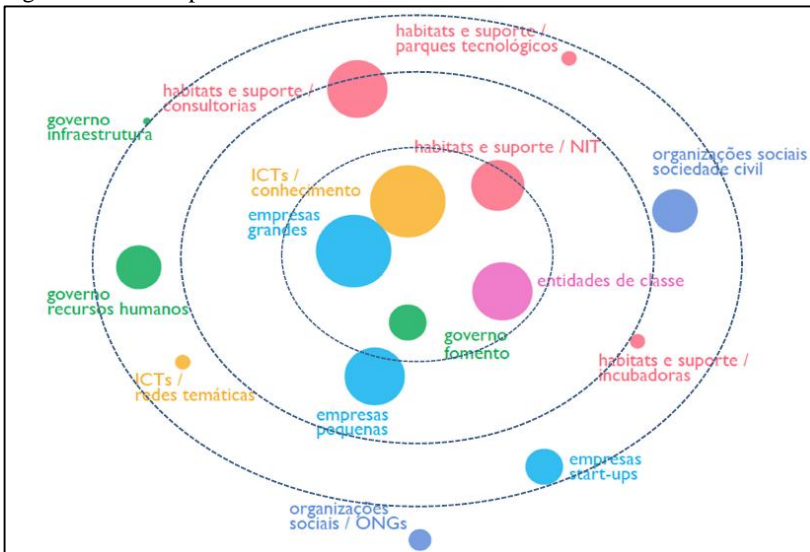 habitats e suporte /
parques tecnológicos
habitats e suporte /
consultorias
governo
infraestrutura
habitats e suporte / NIT
organizações sociais
sociedade civil
ICTs /
conhecimento
empresas
grandes
entidades de classe
governo
recursos humanos
governo
fomento
habitats e suporte /
incubadoras
ICTs /
redes temáticas
empresas
pequenas
empresas
start-ups
organizações
sociais / ONGs